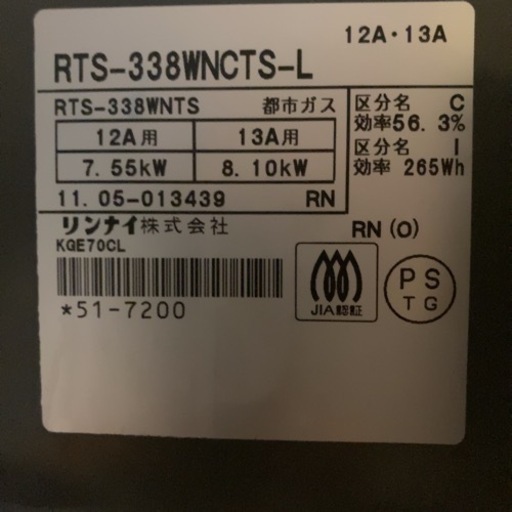 12A・13A
RTS-338WNCTS-L
RTS-338WNTS 都市ガス
12A用 13A用
7.55kW 8.10kW
11.05-013439 RN
区分名 C
効率56.3%
区分名 I
効率 265Wh
リンナイ株式会社
RN(O)
KGE70CL
*51-7200
JIA認証
PS
TG